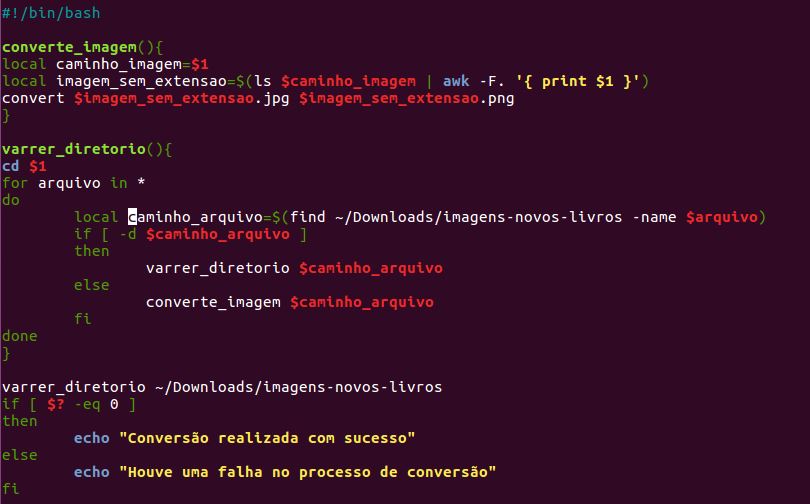 #!/bin/bash

converte_imagem(){
local caminho_imagem=$1
local imagem_sem_extensao=$(ls $caminho_imagem | awk -F. '{ print $1 }')
convert $imagem_sem_extensao.jpg $imagem_sem_extensao.png
}

varrer_diretorio(){
cd $1
for arquivo in *
do
        local caminho_arquivo=$(find ~/Downloads/imagens-novos-livros -name $arquivo)
        if [ -d $caminho_arquivo ]
        then
                varrer_diretorio $caminho_arquivo
        else
                converte_imagem $caminho_arquivo
        fi
done
}

varrer_diretorio ~/Downloads/imagens-novos-livros
if [ $? -eq 0 ]
then
        echo "Conversão realizada com sucesso"
else
        echo "Houve uma falha no processo de conversão"
fi